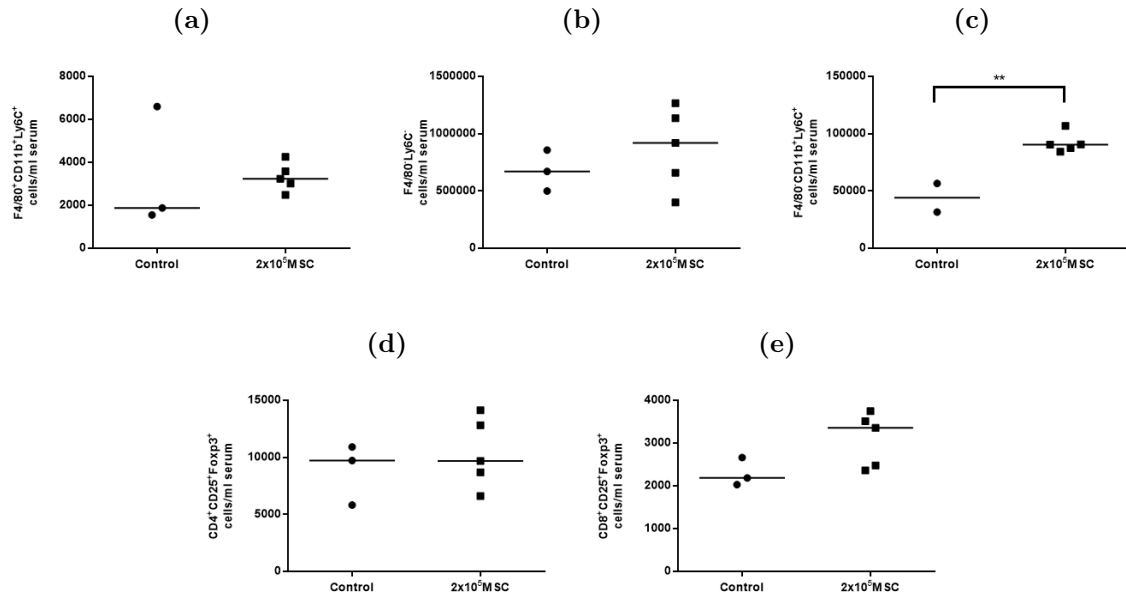 (a)
(b)
(c)
8000
6000
4000
2000
0
F4/80⁺CD11b⁺Ly6C⁺
cells/ml serum
Control
2x10⁵MSC
1500000
1000000
500000
0
F4/80⁻Ly6C⁻
cells/ml serum
Control
2x10⁵MSC
150000
100000
50000
0
F4/80⁻CD11b⁺Ly6C⁺
cells/ml serum
**
Control
2x10⁵MSC
(d)
(e)
15000
10000
5000
0
CD4⁺CD25⁺Foxp3⁺
cells/ml serum
Control
2x10⁵MSC
4000
3000
2000
1000
0
CD8⁺CD25⁺Foxp3⁺
cells/ml serum
Control
2x10⁵MSC